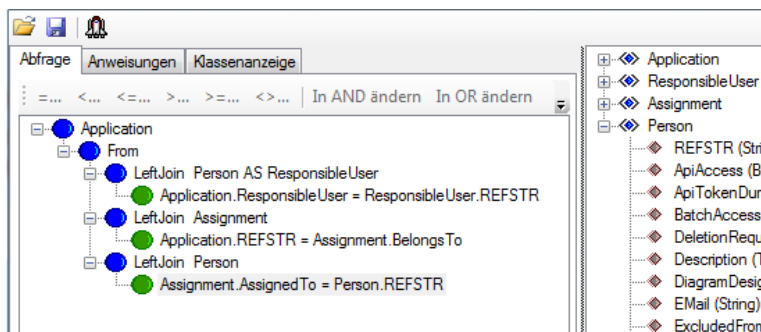 Abfrage Anweisungen Klassenanzeige
=... <... <=... >... >=... <>... In AND ändern In OR ändern
Application
From
LeftJoin Person AS ResponsibleUser
Application.ResponsibleUser = ResponsibleUser.REFSTR
LeftJoin Assignment
Application.REFSTR = Assignment.BelongsTo
LeftJoin Person
Assignment.AssignedTo = Person.REFSTR
Application
ResponsibleUser
Assignment
Person
REFSTR (Stri
ApiAccess (B
ApiTokenDur
BatchAccess
DeletionRequ
Description (T
DiagramDesig
EMail (String)
ExcludedFrom